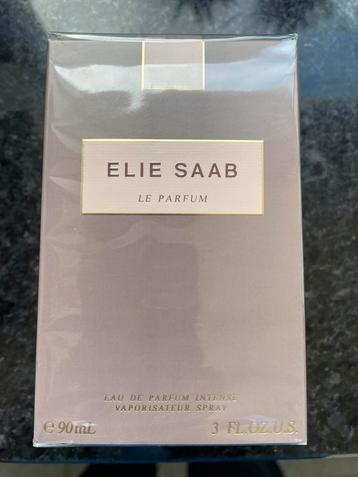 ELIE SAAB
LE PARFUM
EAU DE PARFUM INTENSE
VAPORISATEUR SPRAY
℮ 90mL 3 FL.OZ.U.S.